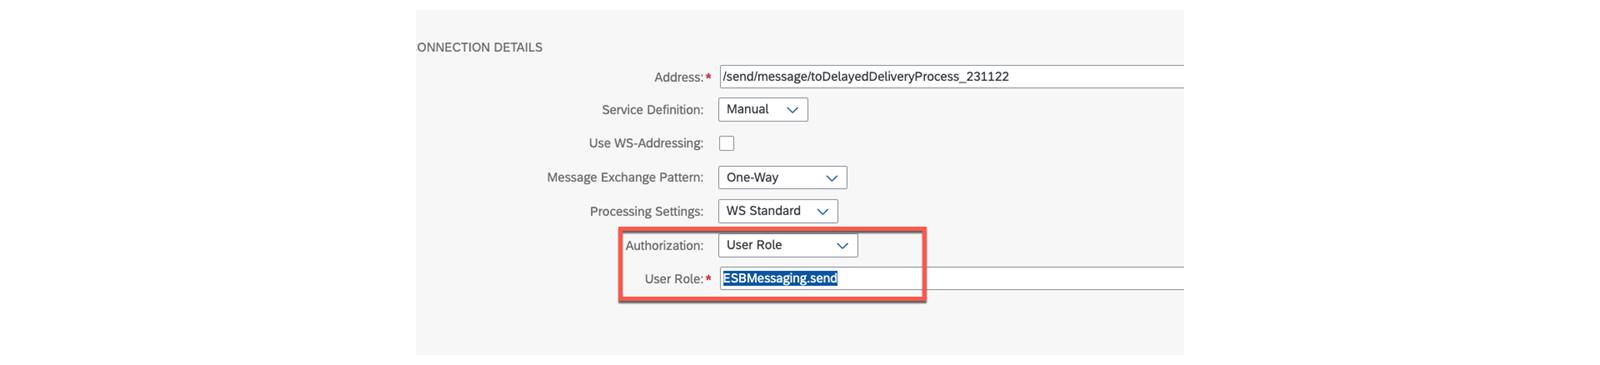 ONNECTION DETAILS
Address:* /send/message/toDelayedDeliveryProcess_231122
Service Definition: Manual
Use WS-Addressing:
Message Exchange Pattern: One-Way
Processing Settings: WS Standard
Authorization: User Role
User Role:* ESBMessaging.send